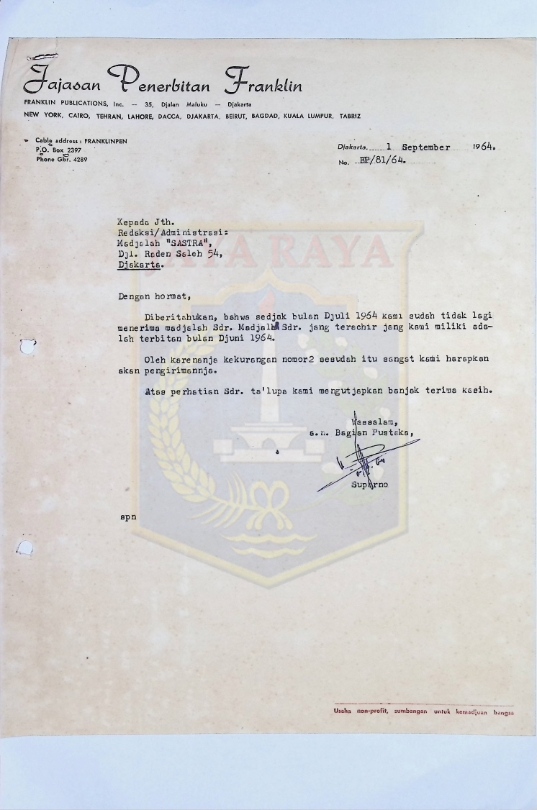 Jajasan Penerbitan Franklin
FRANKLIN PUBLICATIONS, Inc. — 35, Djalan Maluku — Djakarta
NEW YORK, CAIRO, TEHRAN, LAHORE, DACCA, DJAKARTA, BEIRUT, BAGDAD, KUALA LUMPUR, TABRIZ
Cable address : FRANKLINPEN
P.O. Box 2397
Phone Gbr. 4289
Djakarta, 1 September 1964.
No. BP/81/64.
Kepada Jth.
Redaksi/Administrasi:
Madjalah "SASTRA",
Djl. Raden Saleh 54,
Djakarta.
JAYA RAYA
Dengan hormat,
Diberitahukan, bahwa sedjak bulan Djuli 1964 kami sudah tidak lagi
menerima madjalah Sdr. Madjalah Sdr. jang terachir jang kami miliki ada-
lah terbitan bulan Djuni 1964.
Oleh karenanja kekurangan nomor2 sesudah itu sangat kami harapkan
akan pengirimannja.
Atas perhatian Sdr. ta'lupa kami mengutjapkan banjak terima kasih.
Wassalam,
a.n. Bagian Pustaka,
Suparno
spn
Usaha non-profit, sumbangan untuk kemadjuan bangsa